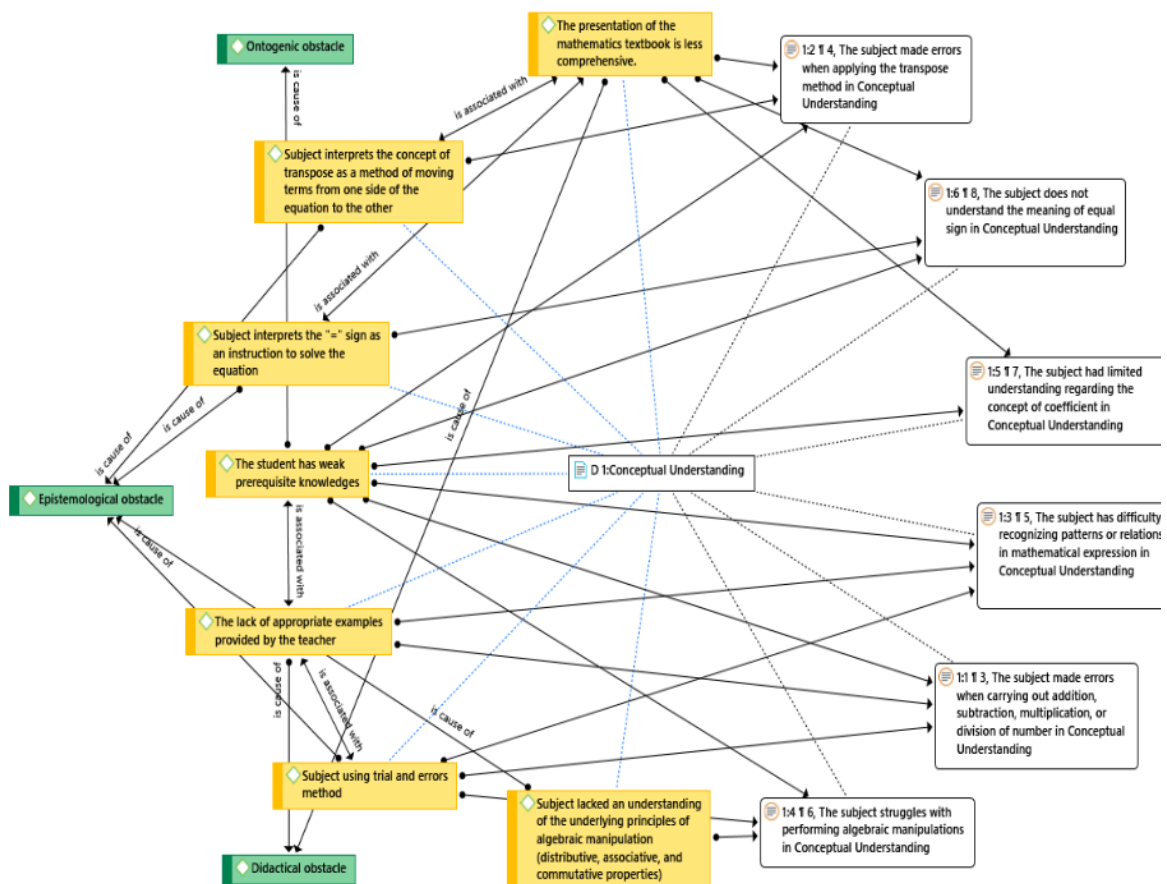 Ontogenic obstacle
The presentation of the
mathematics textbook is less
comprehensive.
1:2 ¶ 4, The subject made errors
when applying the transpose
method in Conceptual
Understanding
is cause of
is associated with
Subject interprets the concept of
transpose as a method of moving
terms from one side of the
equation to the other
1:6 ¶ 8, The subject does not
understand the meaning of equal
sign in Conceptual Understanding
is associated with
Subject interprets the "=" sign as
an instruction to solve the
equation
1:5 ¶ 7, The subject had limited
understanding regarding the
concept of coefficient in
Conceptual Understanding
is cause of
is cause of
is cause of
The student has weak
prerequisite knowledges
D 1:Conceptual Understanding
Epistemological obstacle
1:3 ¶ 5, The subject has difficulty
recognizing patterns or relations
in mathematical expression in
Conceptual Understanding
is cause of
is associated with
The lack of appropriate examples
provided by the teacher
is cause of
is associated with
is cause of
1:1 ¶ 3, The subject made errors
when carrying out addition,
subtraction, multiplication, or
division of number in Conceptual
Understanding
Subject using trial and errors
method
Subject lacked an understanding
of the underlying principles of
algebraic manipulation
(distributive, associative, and
commutative properties)
1:4 ¶ 6, The subject struggles with
performing algebraic manipulations
in Conceptual Understanding
Didactical obstacle